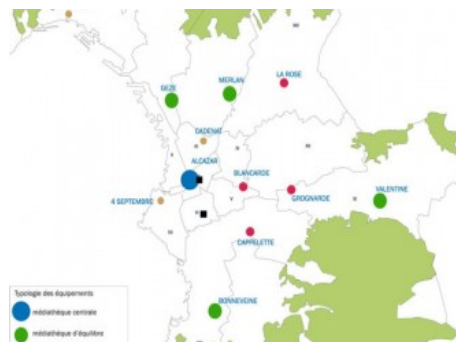 LA ROSE
MERLAN
GEZE
CADENAT
ALCAZAR
BLANCARDE
4 SEPTEMBRE
GROGNARDE
VALENTINE
CAPPELETTE
BONNEVEINE
Typologie des équipements
médiathèque centrale
médiathèque d'équilibre